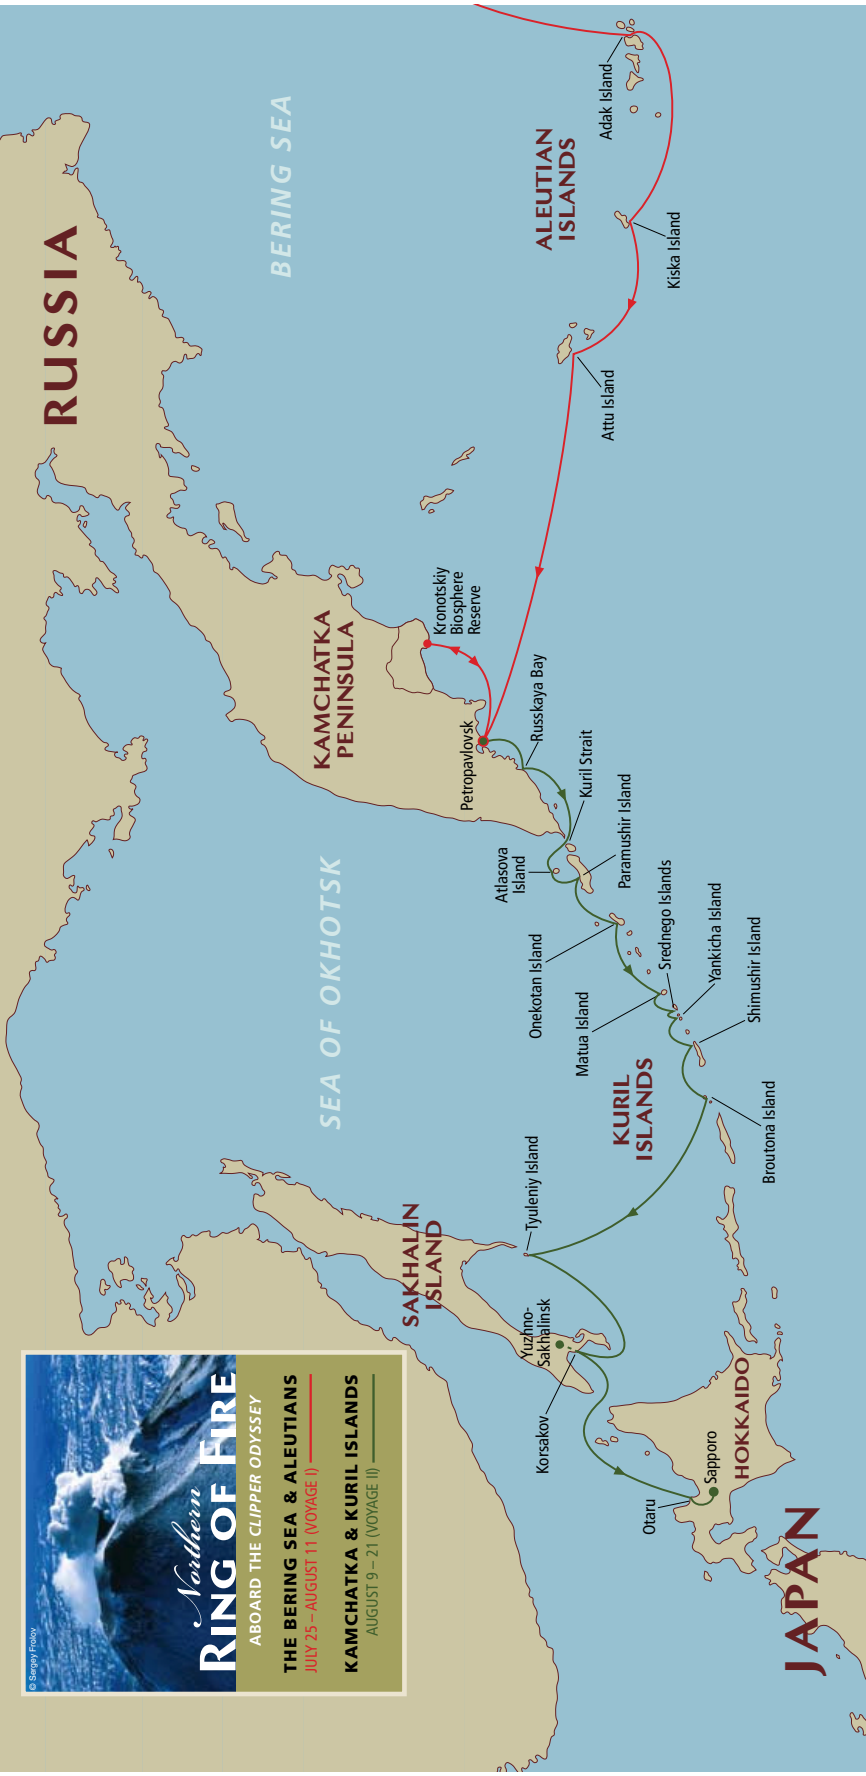 © Sergey Frolov
Northern
RING OF FIRE
ABOARD THE CLIPPER ODYSSEY
THE BERING SEA & ALEUTIANS
JULY 25 – AUGUST 11 (VOYAGE I)
KAMCHATKA & KURIL ISLANDS
AUGUST 9 – 21 (VOYAGE II)
RUSSIA
BERING SEA
ALEUTIAN
ISLANDS
Adak Island
Kiska Island
Attu Island
KAMCHATKA
PENINSULA
Kronotskiy
Biosphere
Reserve
Petropavlovsk
Russkaya Bay
Kuril Strait
Atlasova
Island
Paramushir Island
SEA OF OKHOTSK
Onekotan Island
Srednego Islands
Matua Island
Yankicha Island
Shimushir Island
KURIL
ISLANDS
Broutona Island
Tyuleniy Island
SAKHALIN
ISLAND
Yuzhno-
Sakhalinsk
Korsakov
HOKKAIDO
Sapporo
Otaru
JAPAN